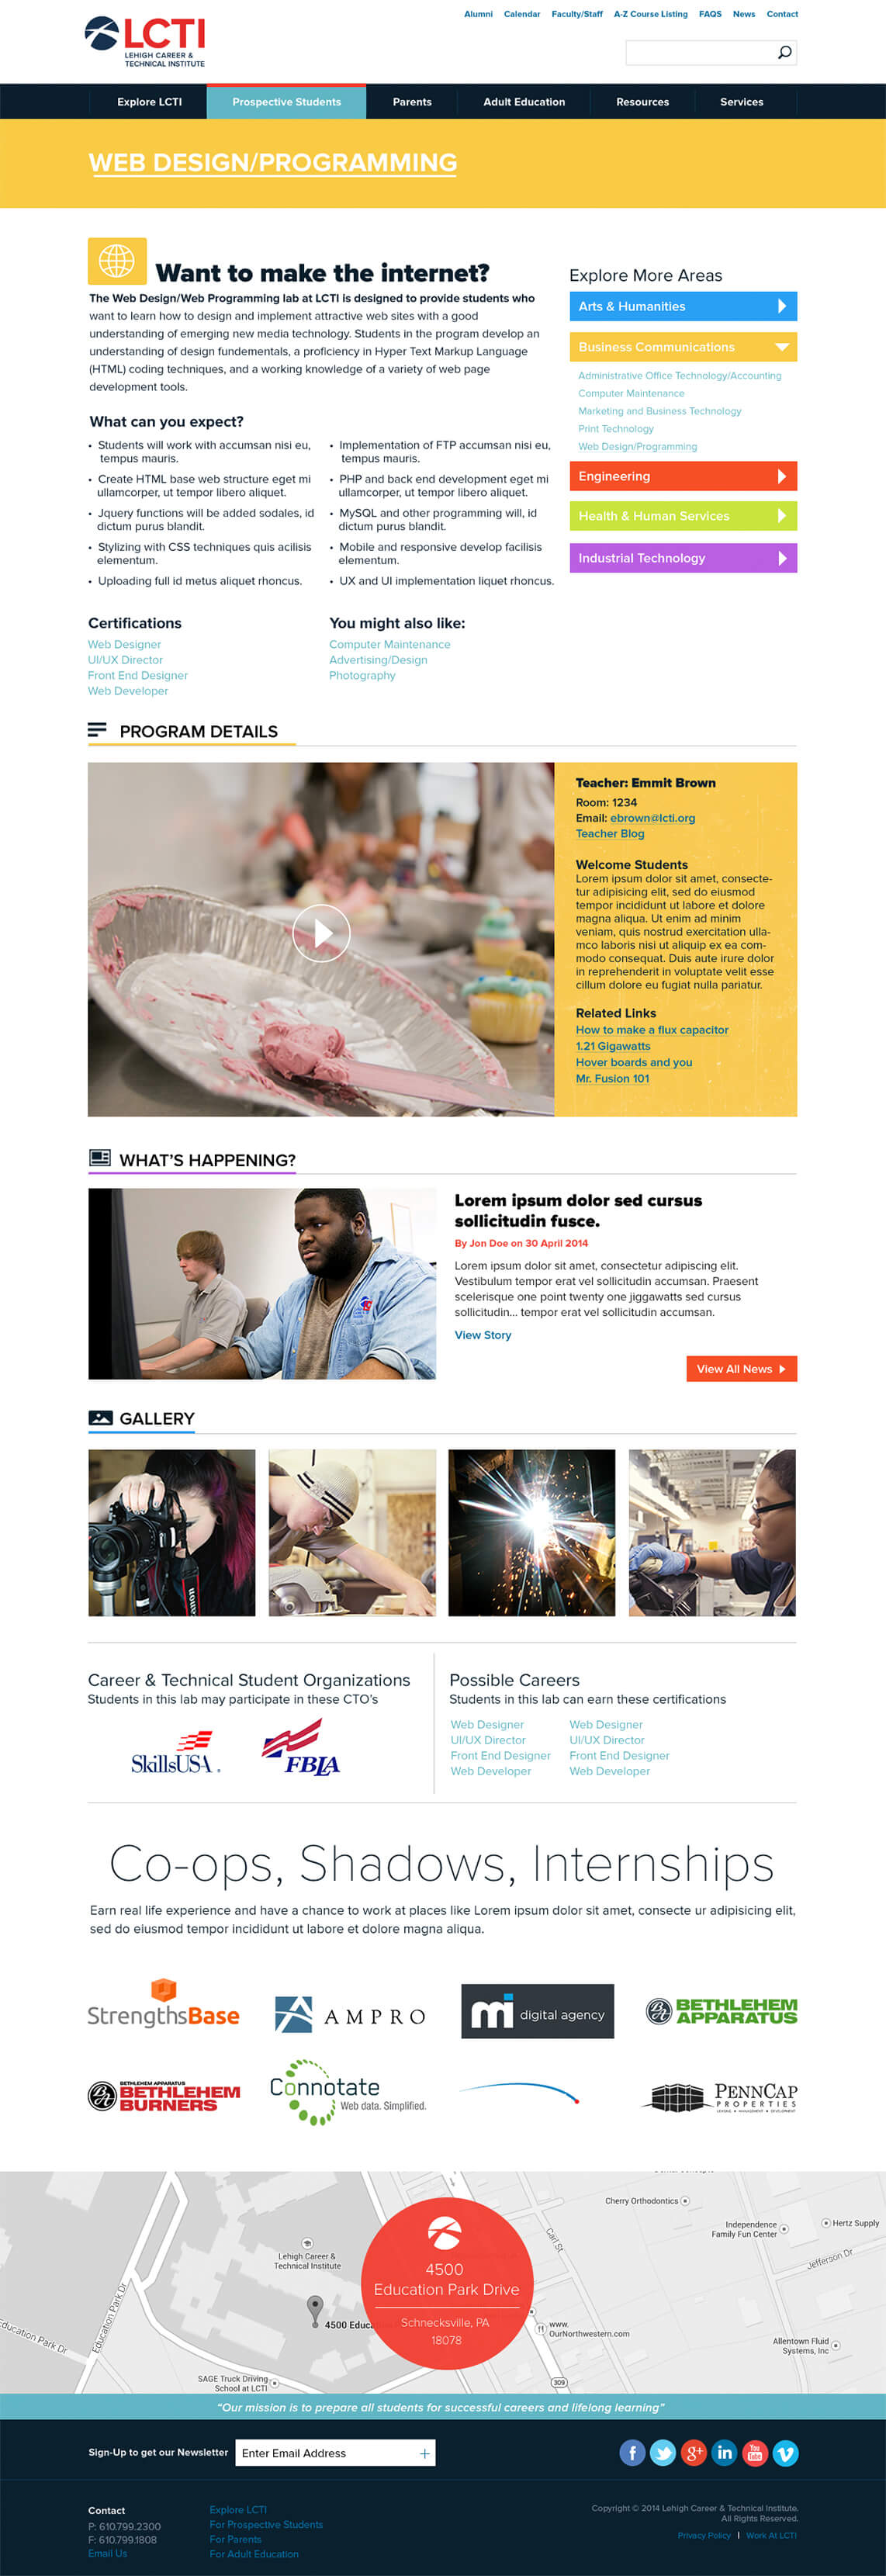 Alumni Calendar Faculty/Staff A-Z Course Listing FAQS News Contact
LCTI
LEHIGH CAREER &
TECHNICAL INSTITUTE
Explore LCTI Prospective Students Parents Adult Education Resources Services
WEB DESIGN/PROGRAMMING
Want to make the internet?
The Web Design/Web Programming lab at LCTI is designed to provide students who
want to learn how to design and implement attractive web sites with a good
understanding of emerging new media technology. Students in the program develop an
understanding of design fundementals, a proficiency in Hyper Text Markup Language
(HTML) coding techniques, and a working knowledge of a variety of web page
development tools.
What can you expect?
• Students will work with accumsan nisi eu,
tempus mauris.
• Create HTML base web structure eget mi
ullamcorper, ut tempor libero aliquet.
• Jquery functions will be added sodales, id
dictum purus blandit.
• Stylizing with CSS techniques quis acilisis
elementum.
• Uploading full id metus aliquet rhoncus.
• Implementation of FTP accumsan nisi eu,
tempus mauris.
• PHP and back end development eget mi
ullamcorper, ut tempor libero aliquet.
• MySQL and other programming will, id
dictum purus blandit.
• Mobile and responsive develop facilisis
elementum.
• UX and UI implementation liquet rhoncus.
Certifications
Web Designer
UI/UX Director
Front End Designer
Web Developer
You might also like:
Computer Maintenance
Advertising/Design
Photography
Explore More Areas
Arts & Humanities
Business Communications
Administrative Office Technology/Accounting
Computer Maintenance
Marketing and Business Technology
Print Technology
Web Design/Programming
Engineering
Health & Human Services
Industrial Technology
PROGRAM DETAILS
Teacher: Emmit Brown
Room: 1234
Email: ebrown@lcti.org
Teacher Blog
Welcome Students
Lorem ipsum dolor sit amet, consecte-
tur adipisicing elit, sed do eiusmod
tempor incididunt ut labore et dolore
magna aliqua. Ut enim ad minim
veniam, quis nostrud exercitation ulla-
mco laboris nisi ut aliquip ex ea com-
modo consequat. Duis aute irure dolor
in reprehenderit in voluptate velit esse
cillum dolore eu fugiat nulla pariatur.
Related Links
How to make a flux capacitor
1.21 Gigawatts
Hover boards and you
Mr. Fusion 101
WHAT'S HAPPENING?
Lorem ipsum dolor sed cursus
sollicitudin fusce.
By Jon Doe on 30 April 2014
Lorem ipsum dolor sit amet, consectetur adipiscing elit.
Vestibulum tempor erat vel sollicitudin accumsan. Praesent
scelerisque one point twenty one jiggawatts sed cursus
sollicitudin... tempor erat vel sollicitudin accumsan.
View Story
View All News
GALLERY
Canon
Career & Technical Student Organizations
Students in this lab may participate in these CTO's
SkillsUSA
FBLA
Possible Careers
Students in this lab can earn these certifications
Web Designer
UI/UX Director
Front End Designer
Web Developer
Web Designer
UI/UX Director
Front End Designer
Web Developer
Co-ops, Shadows, Internships
Earn real life experience and have a chance to work at places like Lorem ipsum dolor sit amet, consecte ur adipisicing elit,
sed do eiusmod tempor incididunt ut labore et dolore magna aliqua.
StrengthsBase
AMPRO
mi digital agency
BETHLEHEM
APPARATUS
BETHLEHEM APPARATUS
BETHLEHEM
BURNERS
Connotate
Web data. Simplified.
PENNCAP
PROPERTIES
Cherry Orthodontics
Independence
Family Fun Center
Hertz Supply
Jefferson Dr
Carl St
Lehigh Career &
Technical Institute
Education Park Dr
Education Park Dr
4500 Educ
4500
Education Park Drive
Schnecksville, PA
18078
www.
OurNorthwestern.com
Allentown Fluid
Systems, Inc
SAGE Truck Driving
School at LCTI
309
"Our mission is to prepare all students for successful careers and lifelong learning"
Sign-Up to get our Newsletter
Enter Email Address +
f g+ in You Tube v
Contact
P: 610.799.2300
F: 610.799.1808
Email Us
Explore LCTI
For Prospective Students
For Parents
For Adult Education
Copyright © 2014 Lehigh Career & Technical Institute.
All Rights Reserved.
Privacy Policy | Work At LCTI